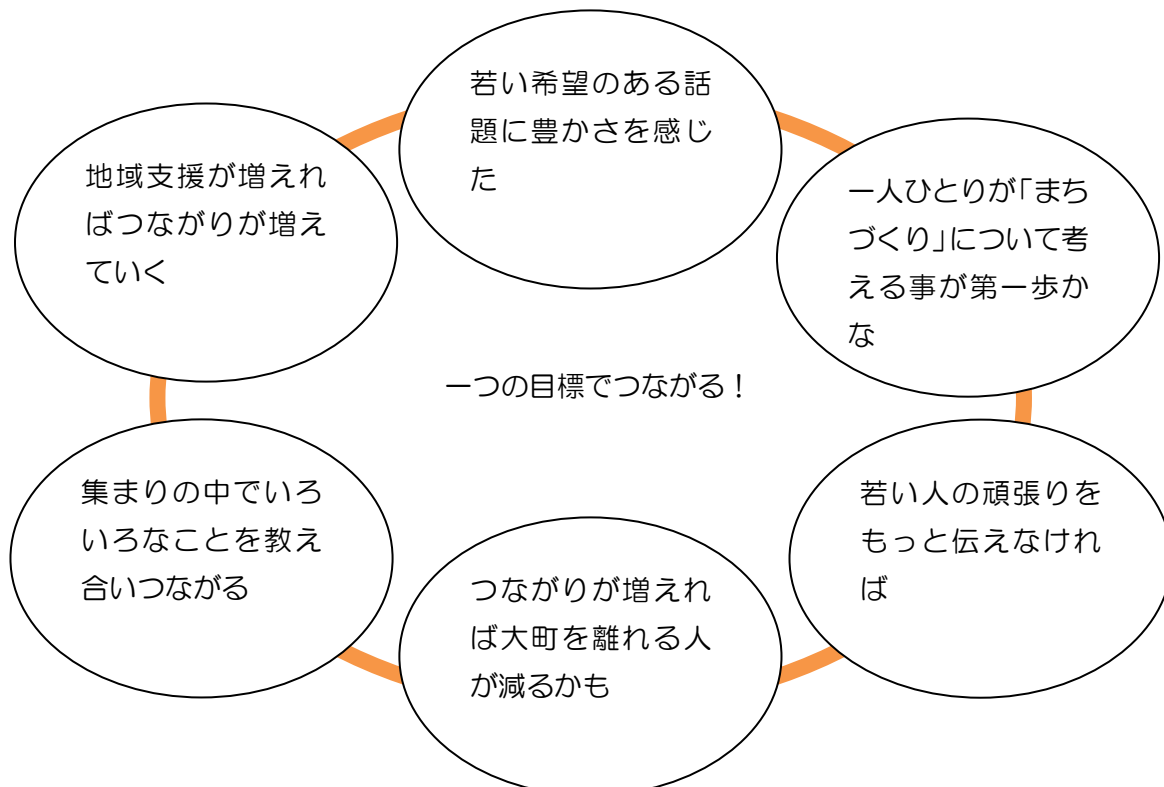 若い希望のある話
題に豊かさを感じ
た
地域支援が増えれ
ばつながりが増え
ていく
一人ひとりが「まち
づくり」について考
える事が第一歩か
な
一つの目標でつながる！
集まりの中でいろ
いろなことを教え
合いつながる
若い人の頑張りを
もっと伝えなけれ
ば
つながりが増えれ
ば大町を離れる人
が減るかも